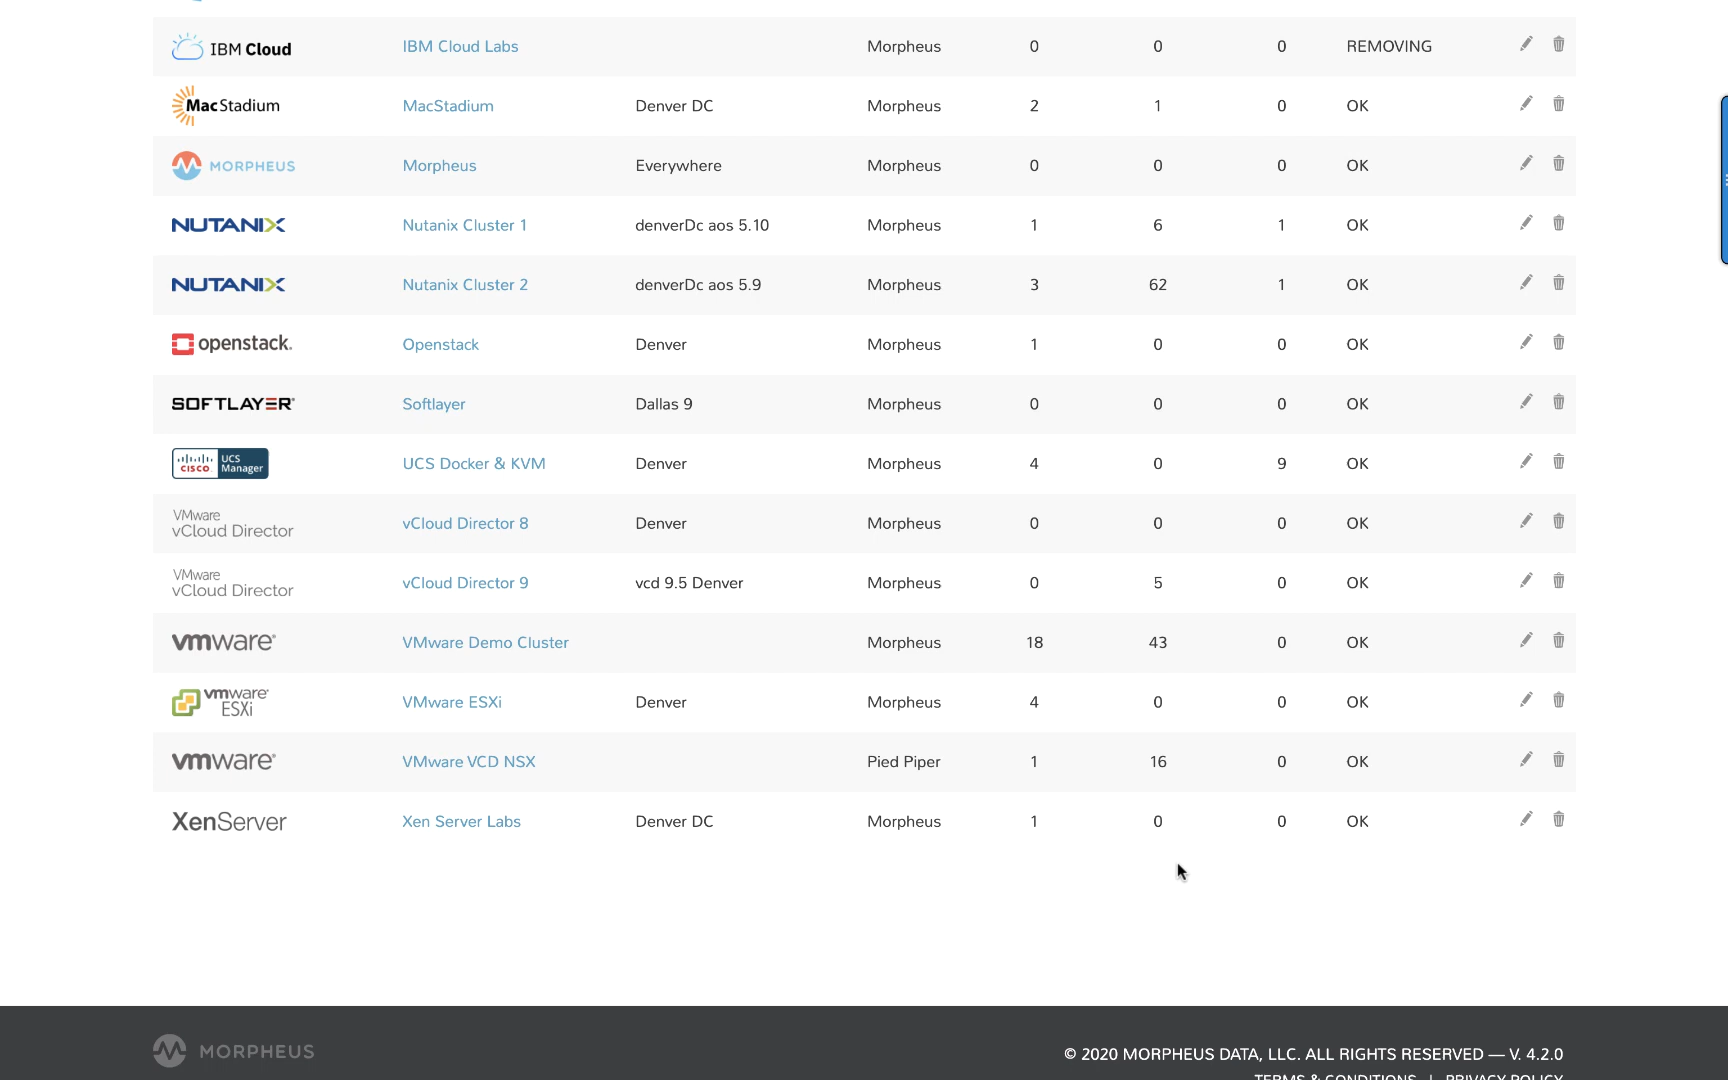 IBM Cloud IBM Cloud Labs Morpheus 0 0 0 REMOVING
MacStadium MacStadium Denver DC Morpheus 2 1 0 OK
MORPHEUS Morpheus Everywhere Morpheus 0 0 0 OK
NUTANIX Nutanix Cluster 1 denverDc aos 5.10 Morpheus 1 6 1 OK
NUTANIX Nutanix Cluster 2 denverDc aos 5.9 Morpheus 3 62 1 OK
openstack. Openstack Denver Morpheus 1 0 0 OK
SOFTLAYER® Softlayer Dallas 9 Morpheus 0 0 0 OK
CISCO. UCS Manager UCS Docker & KVM Denver Morpheus 4 0 9 OK
VMware vCloud Director vCloud Director 8 Denver Morpheus 0 0 0 OK
VMware vCloud Director vCloud Director 9 vcd 9.5 Denver Morpheus 0 5 0 OK
vmware® VMware Demo Cluster Morpheus 18 43 0 OK
vmware® ESXi VMware ESXi Denver Morpheus 4 0 0 OK
vmware® VMware VCD NSX Pied Piper 1 16 0 OK
XenServer Xen Server Labs Denver DC Morpheus 1 0 0 OK
MORPHEUS © 2020 MORPHEUS DATA, LLC. ALL RIGHTS RESERVED — V. 4.2.0
TERMS & CONDITIONS | PRIVACY POLICY